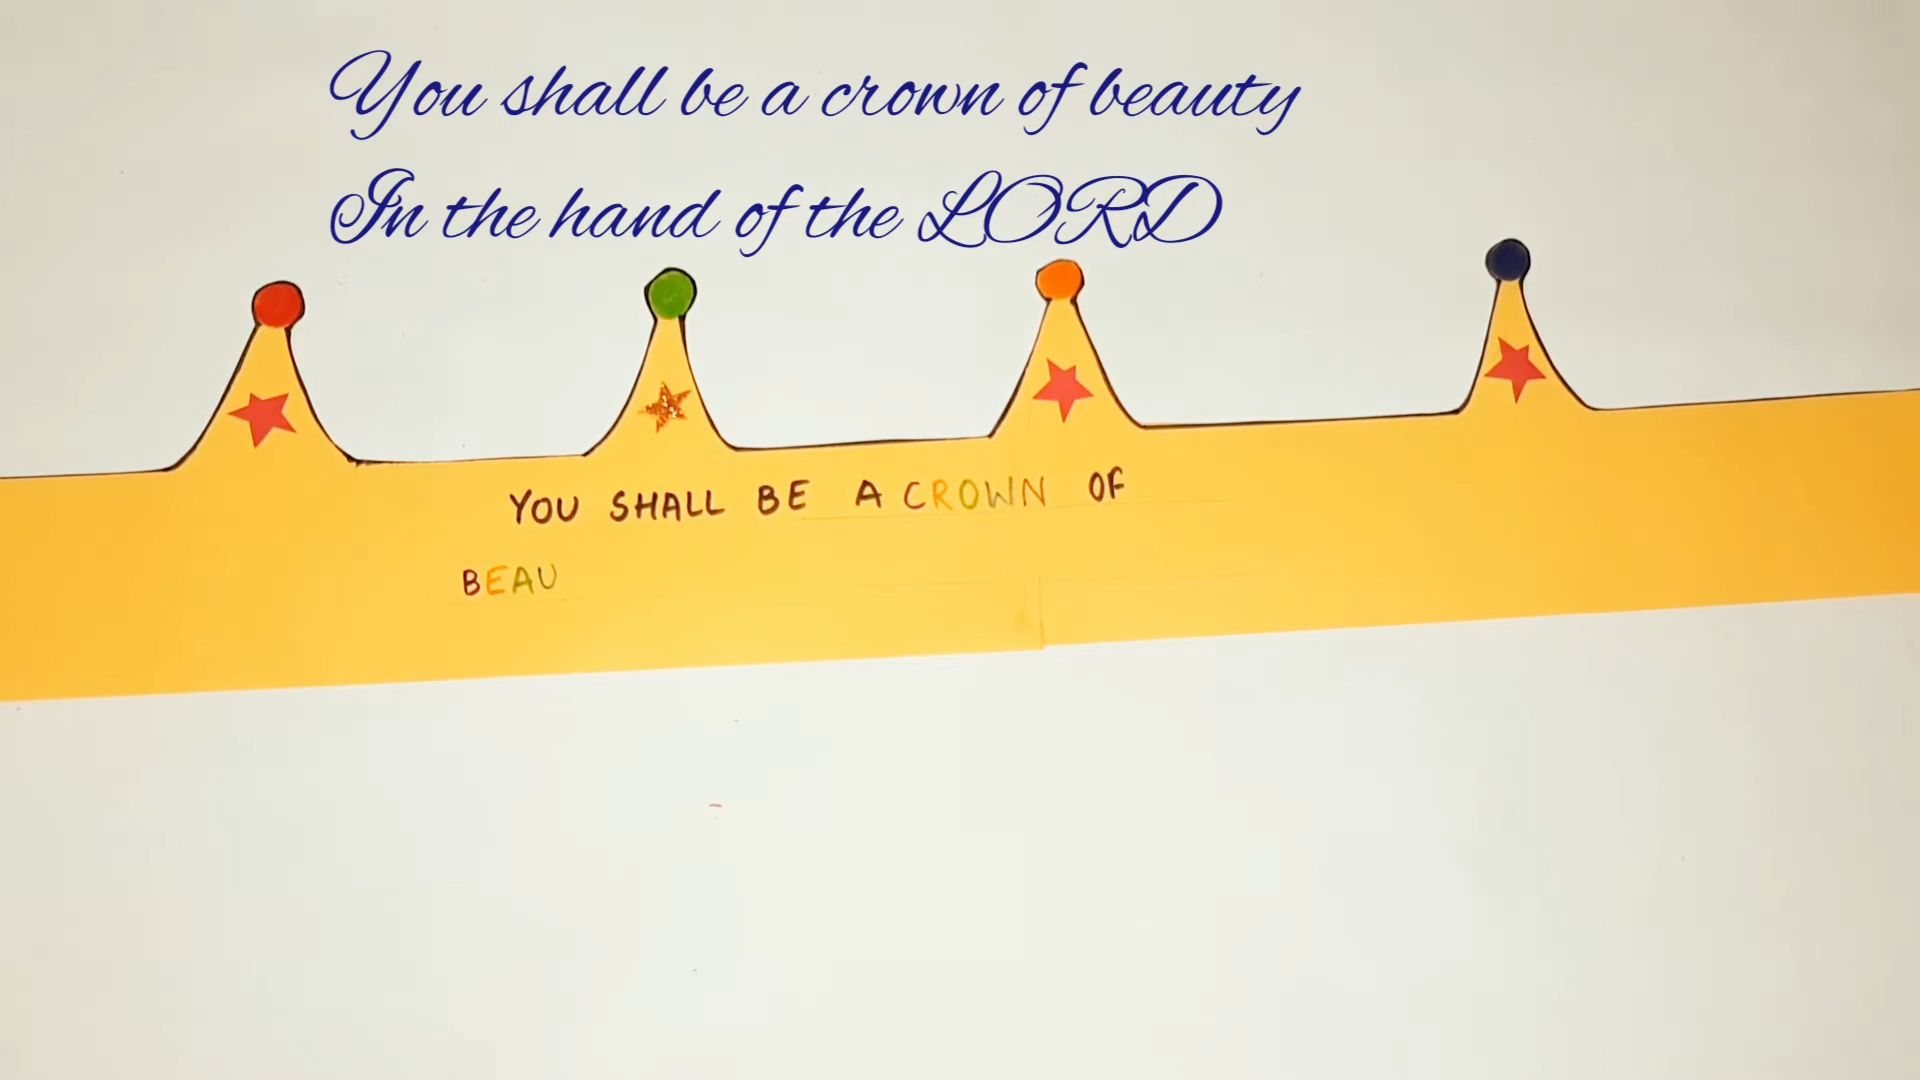 You shall be a crown of beauty
In the hand of the LORD
YOU SHALL BE A CROWN OF
BEAU